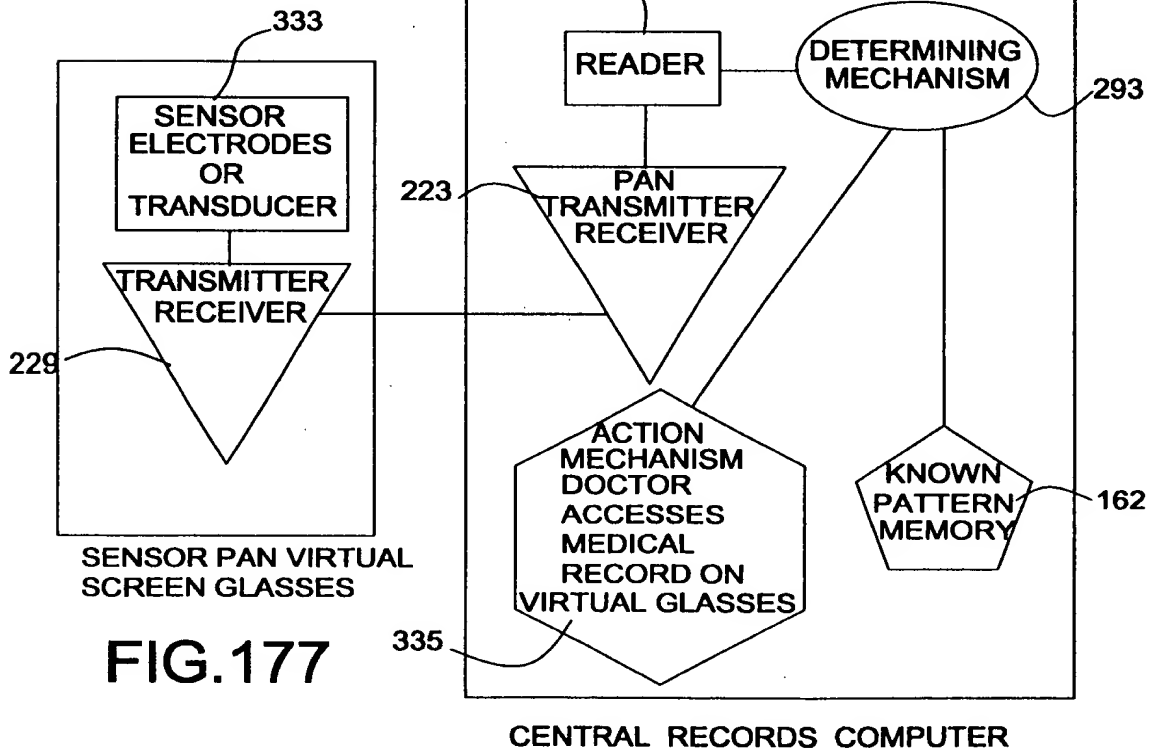 333
SENSOR
ELECTRODES
OR
TRANSDUCER
TRANSMITTER
RECEIVER
229
SENSOR PAN VIRTUAL
SCREEN GLASSES
FIG.177
READER
DETERMINING
MECHANISM
293
223
PAN
TRANSMITTER
RECEIVER
ACTION
MECHANISM
DOCTOR
ACCESSES
MEDICAL
RECORD ON
VIRTUAL GLASSES
335
KNOWN
PATTERN
MEMORY
162
CENTRAL RECORDS COMPUTER